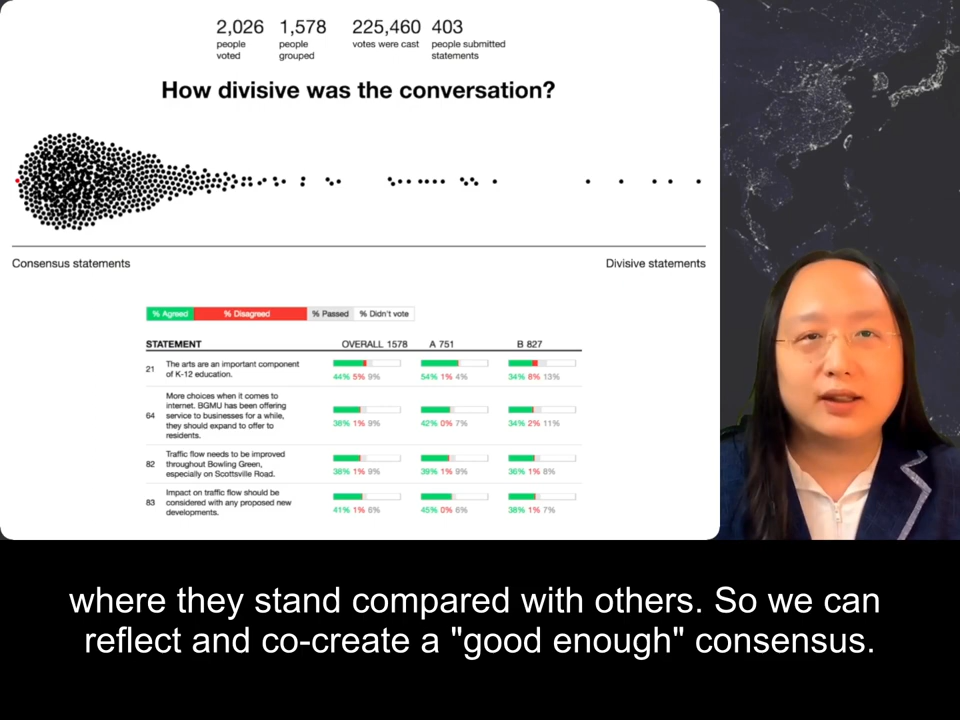 2,026 1,578 225,460 403
people people votes were cast people submitted
voted grouped statements
How divisive was the conversation?
Consensus statements Divisive statements
% Agreed % Disagreed % Passed % Didn't vote
STATEMENT OVERALL 1578 A 751 B 827
21 The arts are an important component
of K-12 education.
44% 5% 9% 54% 1% 4% 34% 8% 13%
64 More choices when it comes to
internet. BGMU has been offering
service to businesses for a while,
they should expand to offer to
residents.
38% 1% 9% 42% 0% 7% 34% 2% 11%
82 Traffic flow needs to be improved
throughout Bowling Green,
especially on Scottsville Road.
38% 1% 9% 39% 1% 9% 36% 1% 8%
83 Impact on traffic flow should be
considered with any proposed new
developments.
41% 1% 6% 45% 0% 6% 38% 1% 7%
where they stand compared with others. So we can
reflect and co-create a "good enough" consensus.